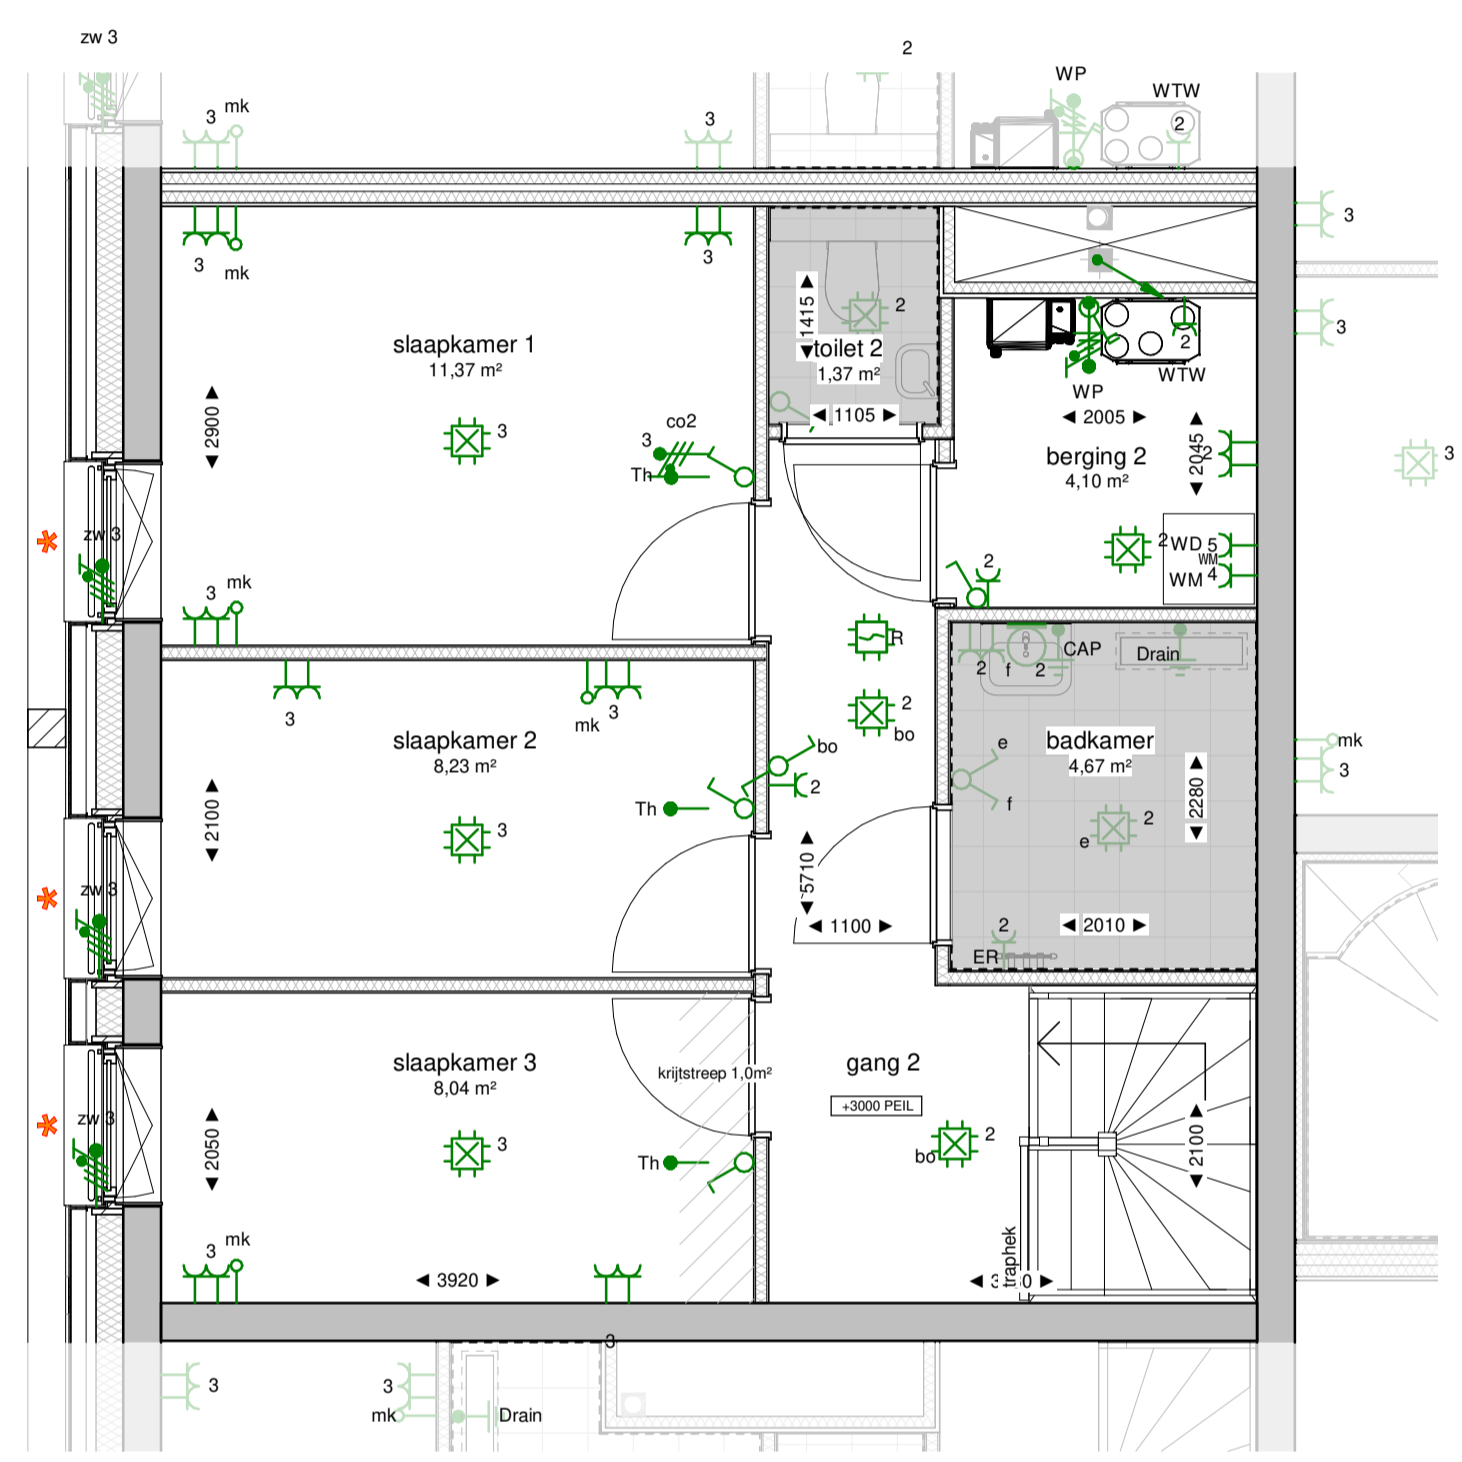 zw 3
2
3 mk
3
WP
WTW
2
3
3 mk
3
2
1415
toilet 2
1,37 m²
1105
2
WP
WTW
3
slaapkamer 1
11,37 m²
2900
3
co2
3
Th
2005
berging 2
4,10 m²
2045
2
3
zw 3
2
WD 5
WM
WM 4
2
3 mk
R
CAP
Drain
2 f 2
3
mk 3
slaapkamer 2
8,23 m²
2100
3
Th
bo
2
2
bo
e
f
badkamer
4,67 m²
2280
2
e
mk
3
zw 3
5710
1100
2
2010
ER
slaapkamer 3
8,04 m²
krijtstreep 1,0m²
gang 2
+3000 PEIL
zw 3
2050
3
Th
2
bo
2100
traphek
3 mk
3920
3
3
3
mk
Drain